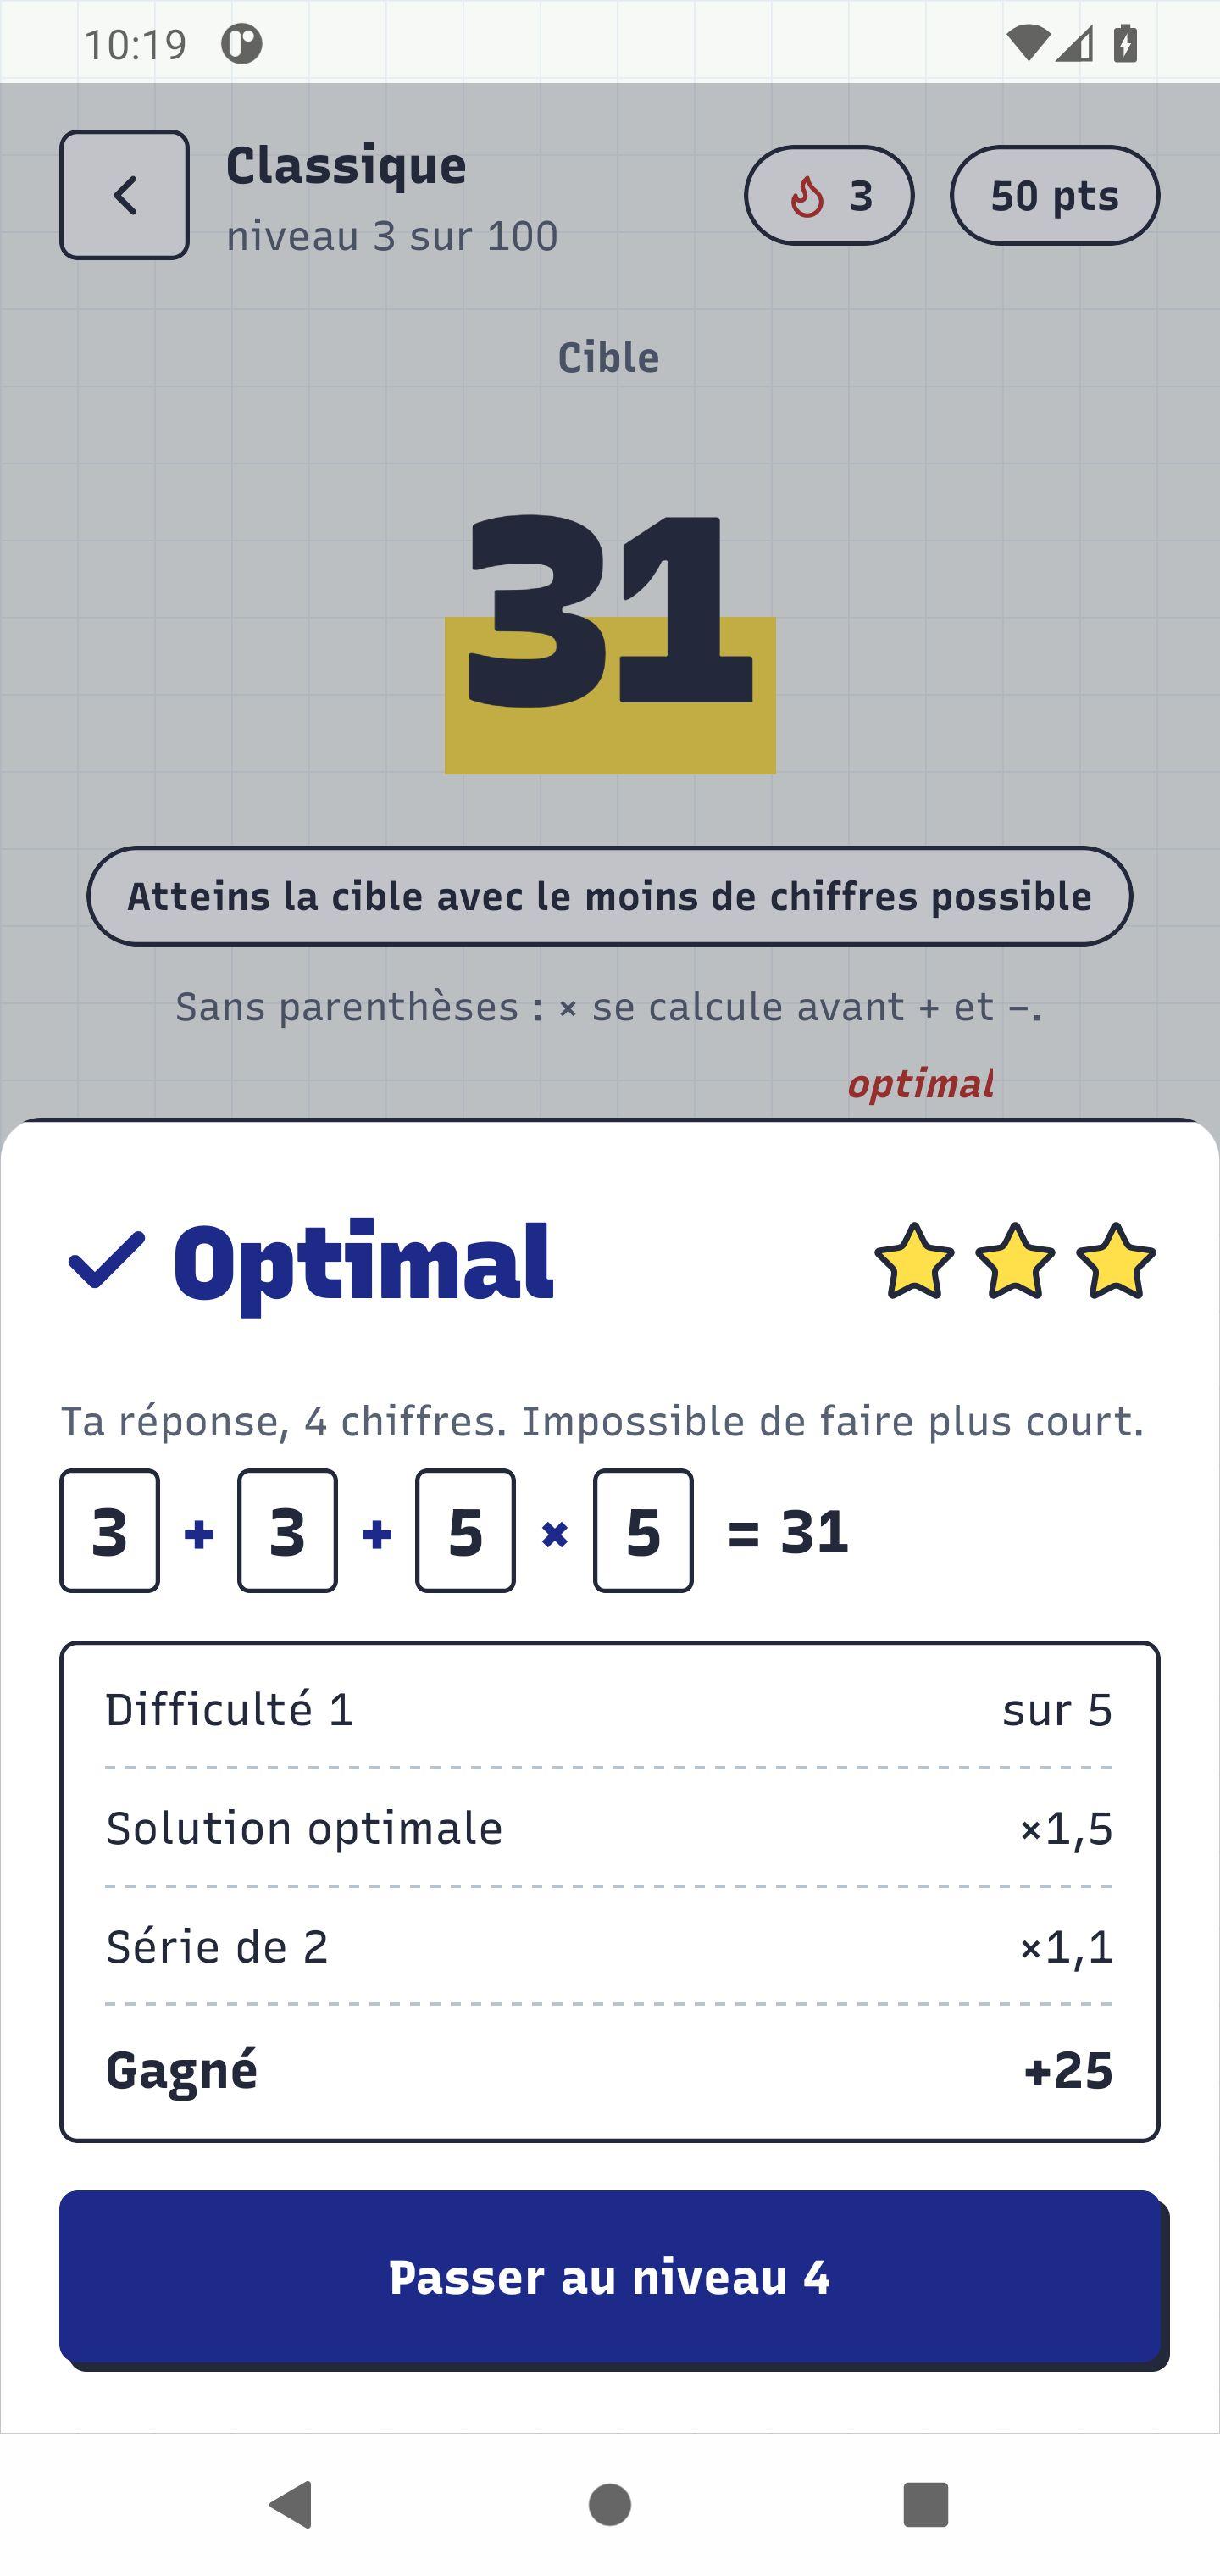 10:19
Classique
niveau 3 sur 100
3
50 pts
Cible
31
Atteins la cible avec le moins de chiffres possible
Sans parenthèses : × se calcule avant + et −.
optimal
Optimal
Ta réponse, 4 chiffres. Impossible de faire plus court.
3 + 3 + 5 × 5 = 31
Difficulté 1 sur 5
Solution optimale ×1,5
Série de 2 ×1,1
Gagné +25
Passer au niveau 4